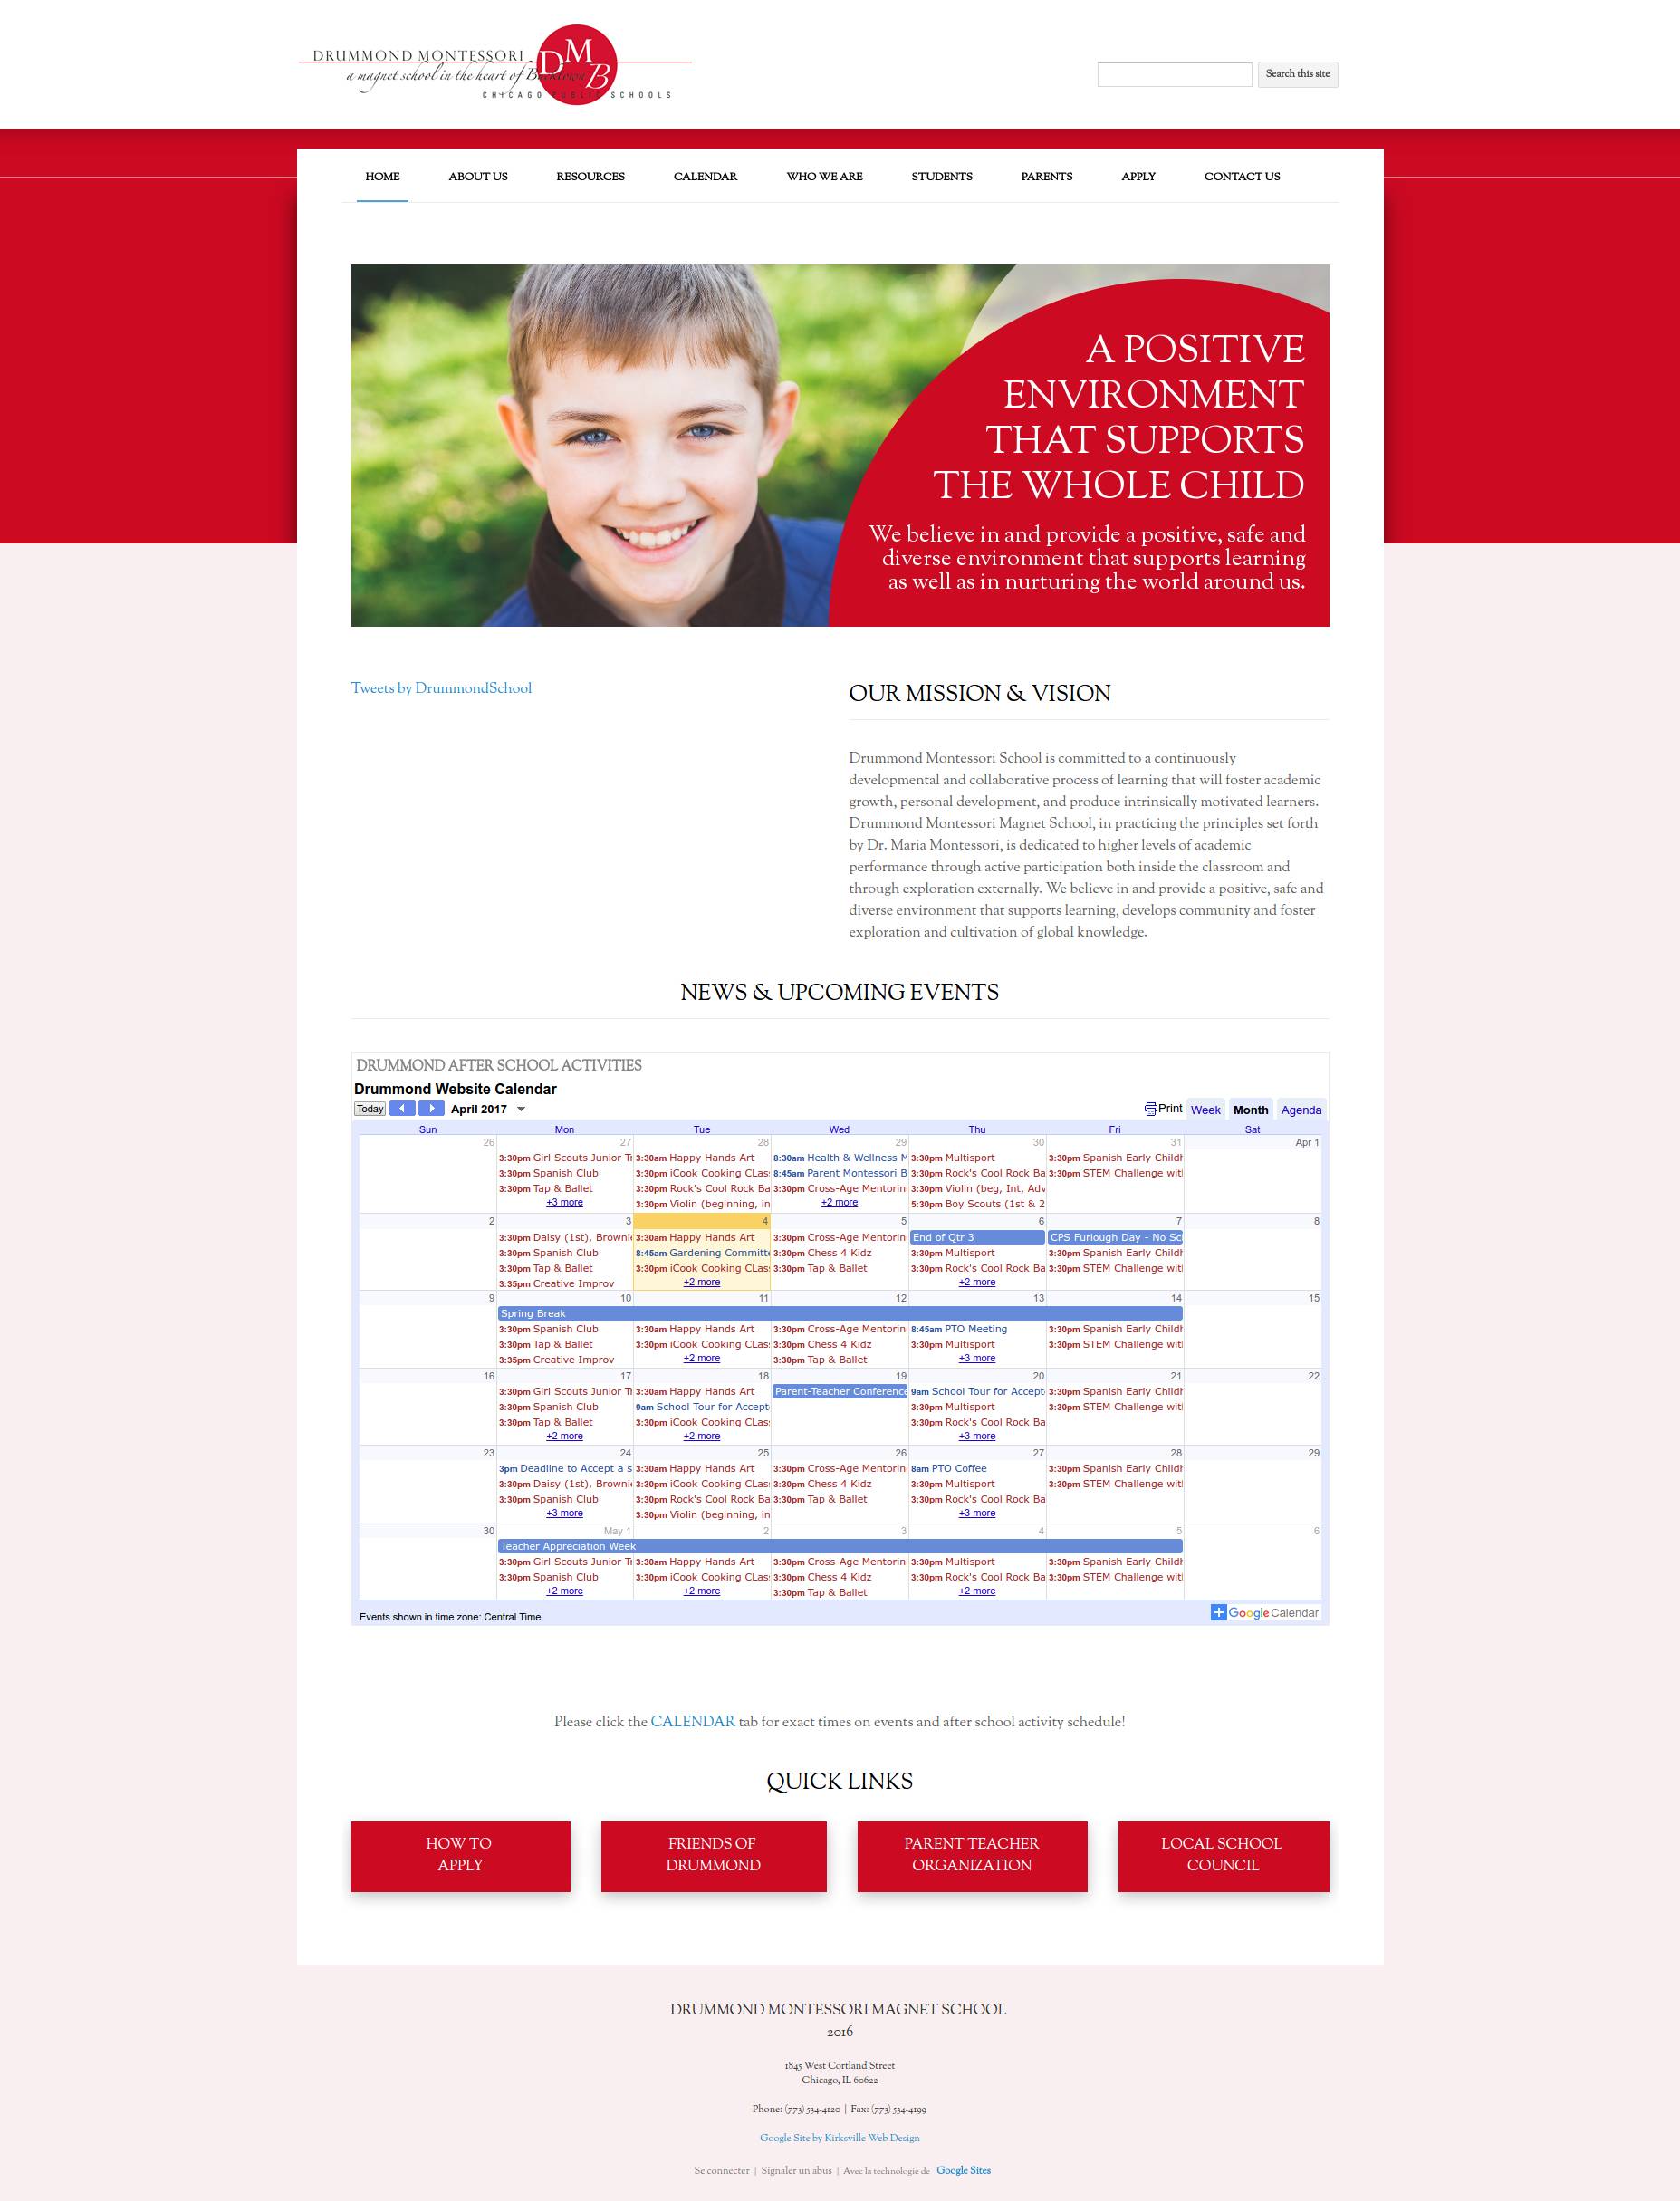 DRUMMOND MONTESSORI
DMB
a magnet school in the heart of Bucktown
CHICAGO PUBLIC SCHOOLS
Search this site
HOME ABOUT US RESOURCES CALENDAR WHO WE ARE STUDENTS PARENTS APPLY CONTACT US
A POSITIVE
ENVIRONMENT
THAT SUPPORTS
THE WHOLE CHILD
We believe in and provide a positive, safe and
diverse environment that supports learning
as well as in nurturing the world around us.
Tweets by DrummondSchool
OUR MISSION & VISION
Drummond Montessori School is committed to a continuously
developmental and collaborative process of learning that will foster academic
growth, personal development, and produce intrinsically motivated learners.
Drummond Montessori Magnet School, in practicing the principles set forth
by Dr. Maria Montessori, is dedicated to higher levels of academic
performance through active participation both inside the classroom and
through exploration externally. We believe in and provide a positive, safe and
diverse environment that supports learning, develops community and foster
exploration and cultivation of global knowledge.
NEWS & UPCOMING EVENTS
DRUMMOND AFTER SCHOOL ACTIVITIES
Drummond Website Calendar
Today April 2017 Print Week Month Agenda
Sun Mon Tue Wed Thu Fri Sat
26 27 28 29 30 31 Apr 1
3:30pm Girl Scouts Junior Tr 3:30am Happy Hands Art 8:30am Health & Wellness M 3:30pm Multisport 3:30pm Spanish Early Childh
3:30pm Spanish Club 3:30pm iCook Cooking CLas 8:45am Parent Montessori B 3:30pm Rock's Cool Rock Ba 3:30pm STEM Challenge wit
3:30pm Tap & Ballet 3:30pm Rock's Cool Rock Ba 3:30pm Cross-Age Mentoring 3:30pm Violin (beg, Int, Adv
+3 more 3:30pm Violin (beginning, in +2 more 5:30pm Boy Scouts (1st & 2
2 3 4 5 6 7 8
3:30pm Daisy (1st), Browni 3:30am Happy Hands Art 3:30pm Cross-Age Mentoring End of Qtr 3 CPS Furlough Day - No Sc
3:30pm Spanish Club 8:45am Gardening Committe 3:30pm Chess 4 Kidz 3:30pm Multisport 3:30pm Spanish Early Childh
3:30pm Tap & Ballet 3:30pm iCook Cooking CLas 3:30pm Tap & Ballet 3:30pm Rock's Cool Rock Ba 3:30pm STEM Challenge wit
3:35pm Creative Improv +2 more +2 more
9 10 11 12 13 14 15
Spring Break
3:30pm Spanish Club 3:30am Happy Hands Art 3:30pm Cross-Age Mentoring 8:45am PTO Meeting 3:30pm Spanish Early Childh
3:30pm Tap & Ballet 3:30pm iCook Cooking CLas 3:30pm Chess 4 Kidz 3:30pm Multisport 3:30pm STEM Challenge wit
3:35pm Creative Improv +2 more 3:30pm Tap & Ballet +3 more
16 17 18 19 20 21 22
3:30pm Girl Scouts Junior Tr 3:30am Happy Hands Art Parent-Teacher Conference 9am School Tour for Accept 3:30pm Spanish Early Childh
3:30pm Spanish Club 9am School Tour for Accept 3:30pm Multisport 3:30pm STEM Challenge wit
3:30pm Tap & Ballet 3:30pm iCook Cooking CLas 3:30pm Rock's Cool Rock Ba
+2 more +2 more +3 more
23 24 25 26 27 28 29
3pm Deadline to Accept a s 3:30am Happy Hands Art 3:30pm Cross-Age Mentoring 8am PTO Coffee 3:30pm Spanish Early Childh
3:30pm Daisy (1st), Browni 3:30pm iCook Cooking CLas 3:30pm Chess 4 Kidz 3:30pm Multisport 3:30pm STEM Challenge wit
3:30pm Spanish Club 3:30pm Rock's Cool Rock Ba 3:30pm Tap & Ballet 3:30pm Rock's Cool Rock Ba
+3 more 3:30pm Violin (beginning, in +3 more
30 May 1 2 3 4 5 6
Teacher Appreciation Week
3:30pm Girl Scouts Junior Tr 3:30am Happy Hands Art 3:30pm Cross-Age Mentoring 3:30pm Multisport 3:30pm Spanish Early Childh
3:30pm Spanish Club 3:30pm iCook Cooking CLas 3:30pm Chess 4 Kidz 3:30pm Rock's Cool Rock Ba 3:30pm STEM Challenge wit
+2 more +2 more 3:30pm Tap & Ballet +2 more
Events shown in time zone: Central Time Google Calendar
Please click the CALENDAR tab for exact times on events and after school activity schedule!
QUICK LINKS
HOW TO
APPLY
FRIENDS OF
DRUMMOND
PARENT TEACHER
ORGANIZATION
LOCAL SCHOOL
COUNCIL
DRUMMOND MONTESSORI MAGNET SCHOOL
2016
1845 West Cortland Street
Chicago, IL 60622
Phone: (773) 534-4120 | Fax: (773) 534-4199
Google Site by Kirksville Web Design
Se connecter | Signaler un abus | Avec la technologie de Google Sites